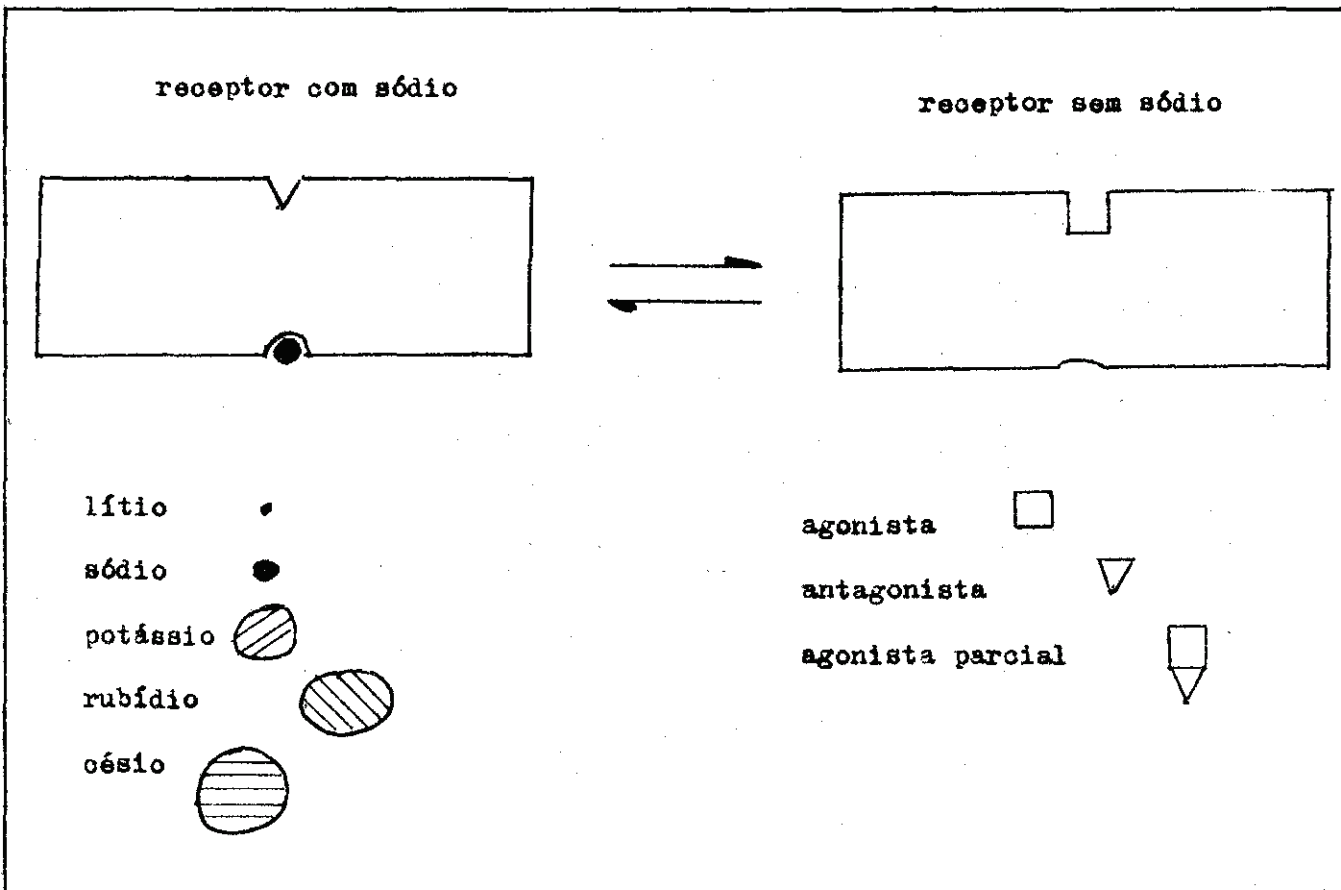 receptor com sódio
receptor sem sódio
lítio
sódio
potássio
rubídio
césio
agonista
antagonista
agonista parcial